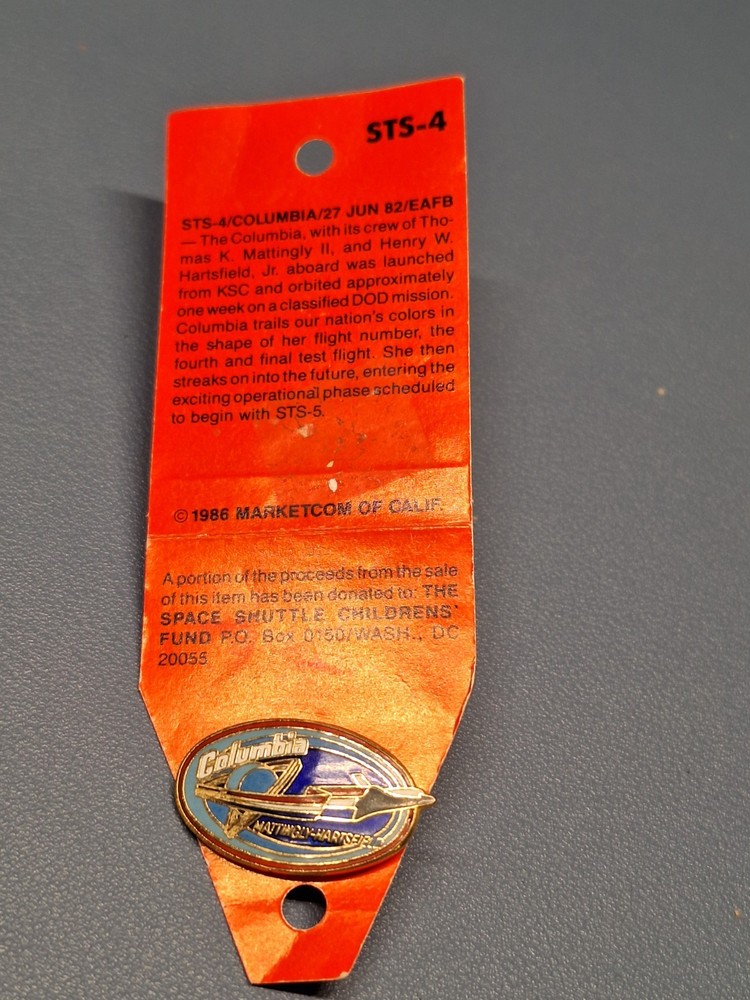 STS-4
STS-4/COLUMBIA/27 JUN 82/EAFB
— The Columbia, with its crew of Tho-
mas K. Mattingly II, and Henry W.
Hartsfield, Jr. aboard was launched
from KSC and orbited approximately
one week on a classified DOD mission.
Columbia trails our nation's colors in
the shape of her flight number, the
fourth and final test flight. She then
streaks on into the future, entering the
exciting operational phase scheduled
to begin with STS-5.
© 1986 MARKETCOM OF CALIF.
A portion of the proceeds from the sale
of this item has been donated to: THE
SPACE SHUTTLE CHILDRENS'
FUND P.O. Box 0150/WASH., DC
20055
Columbia
MATTINGLY-HARTSFIELD